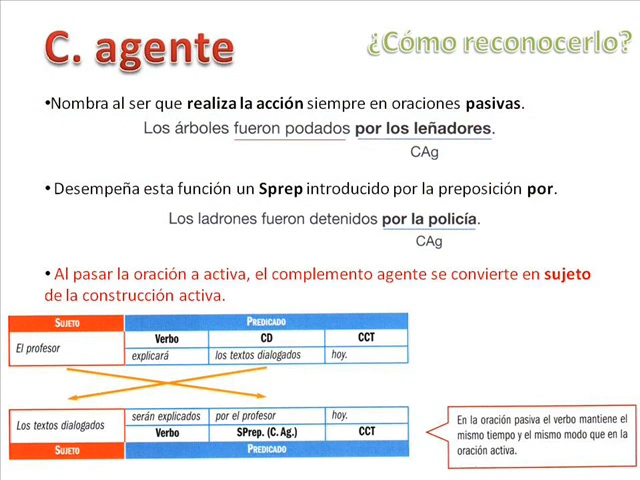 C. agente
¿Cómo reconocerlo?
•Nombra al ser que realiza la acción siempre en oraciones pasivas.
Los árboles fueron podados por los leñadores.
CAg
• Desempeña esta función un Sprep introducido por la preposición por.
Los ladrones fueron detenidos por la policía.
CAg
• Al pasar la oración a activa, el complemento agente se convierte en sujeto
de la construcción activa.
SUJETO PREDICADO
El profesor
Verbo CD CCT
explicará los textos dialogados hoy.
Los textos dialogados
serán explicados por el profesor hoy.
Verbo SPrep. (C. Ag.) CCT
SUJETO PREDICADO
En la oración pasiva el verbo mantiene el
mismo tiempo y el mismo modo que en la
oración activa.